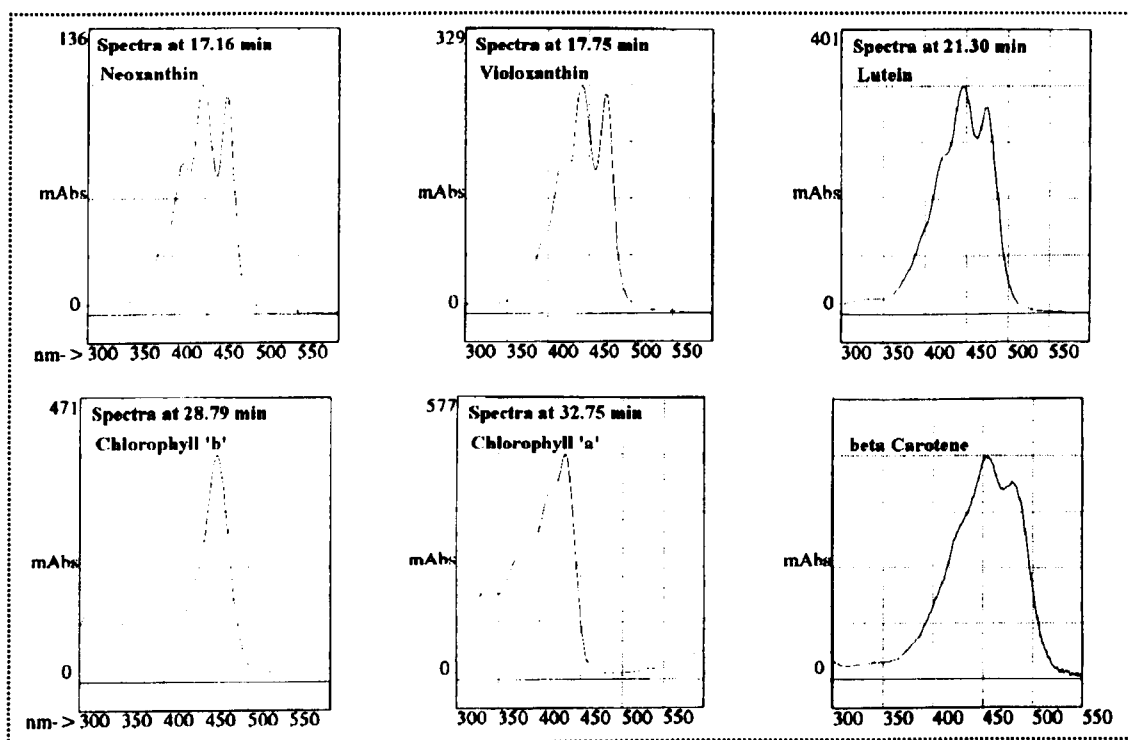 136
Spectra at 17.16 min
Neoxanthin
mAbs
0
nm-> 300 350 400 450 500 550
329
Spectra at 17.75 min
Violoxanthin
mAbs
0
300 350 400 450 500 550
401
Spectra at 21.30 min
Lutein
mAbs
0
300 350 400 450 500 550
471
Spectra at 28.79 min
Chlorophyll 'b'
mAbs
0
nm-> 300 350 400 450 500 550
577
Spectra at 32.75 min
Chlorophyll 'a'
mAbs
0
300 350 400 450 500 550
beta Carotene
mAbs
0
300 350 400 450 500 550